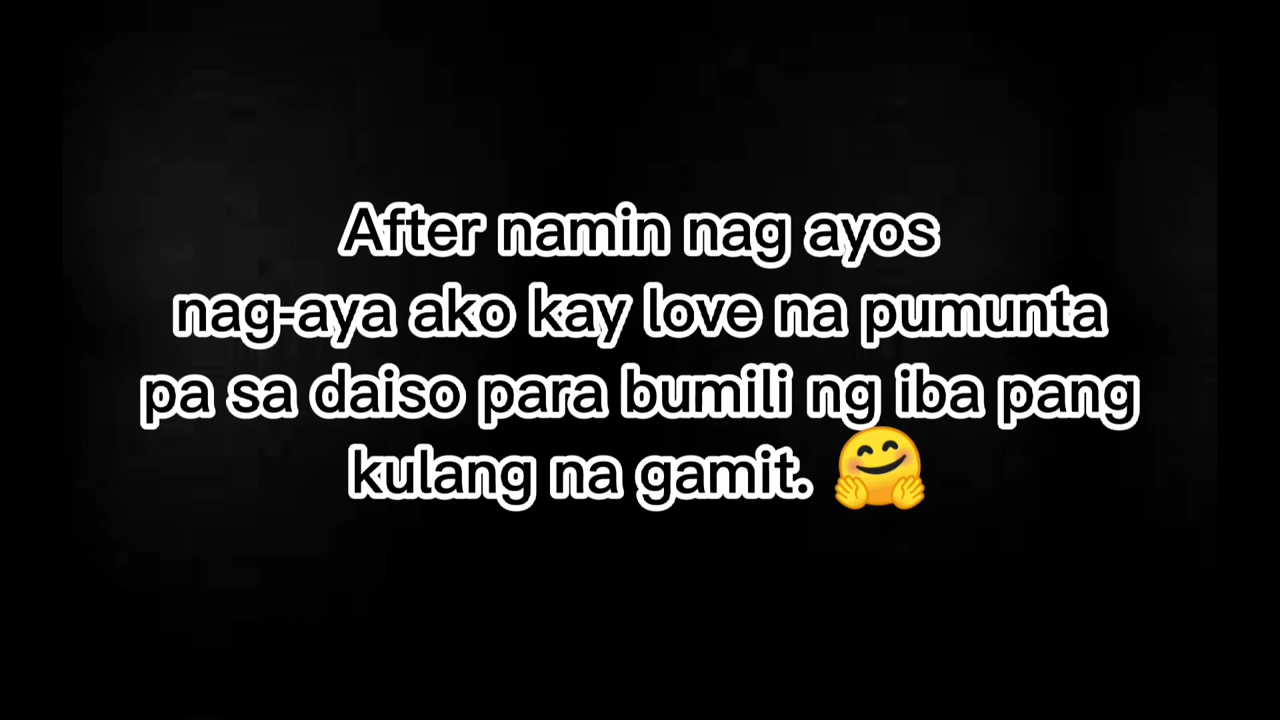 After namin nag ayos
nag-aya ako kay love na pumunta
pa sa daiso para bumili ng iba pang
kulang na gamit. 🤗